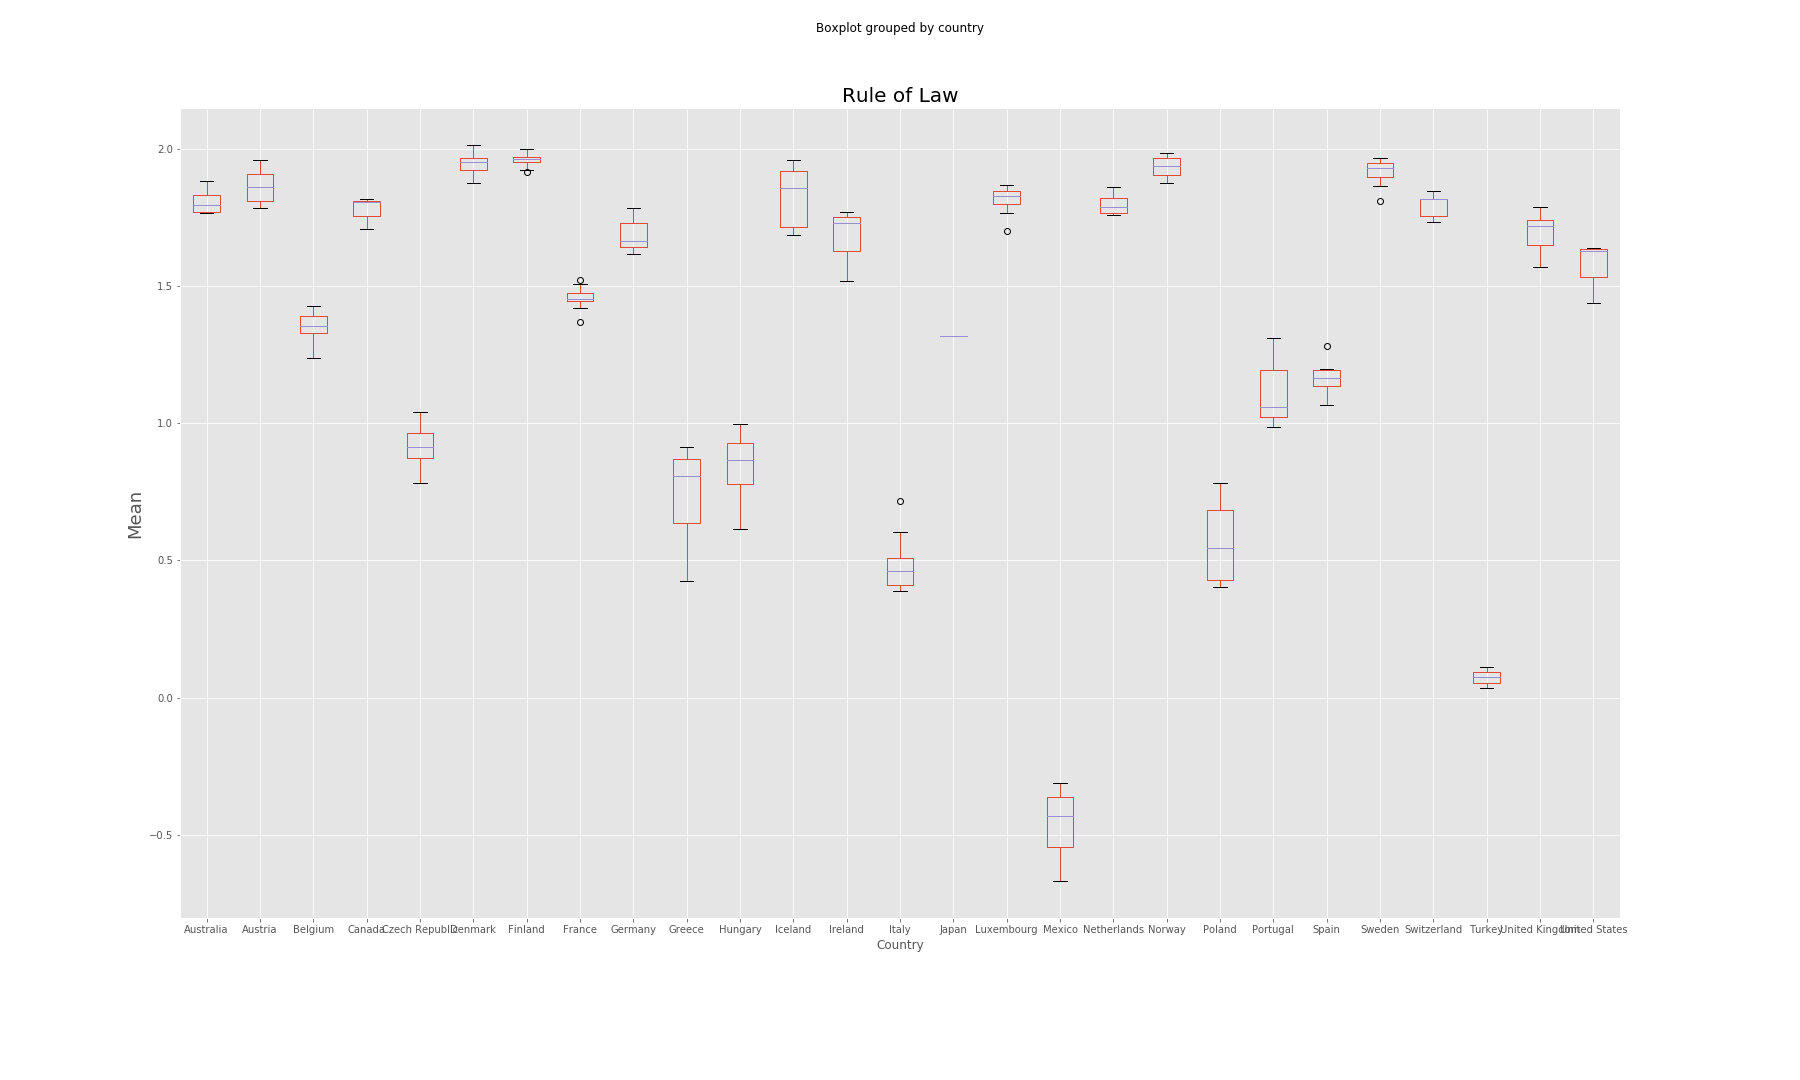 Boxplot grouped by country
Rule of Law
Mean
2.0
1.5
1.0
0.5
0.0
−0.5
Australia Austria Belgium Canada Czech Republic Denmark Finland France Germany Greece Hungary Iceland Ireland Italy Japan Luxembourg Mexico Netherlands Norway Poland Portugal Spain Sweden Switzerland Turkey United Kingdom United States
Country